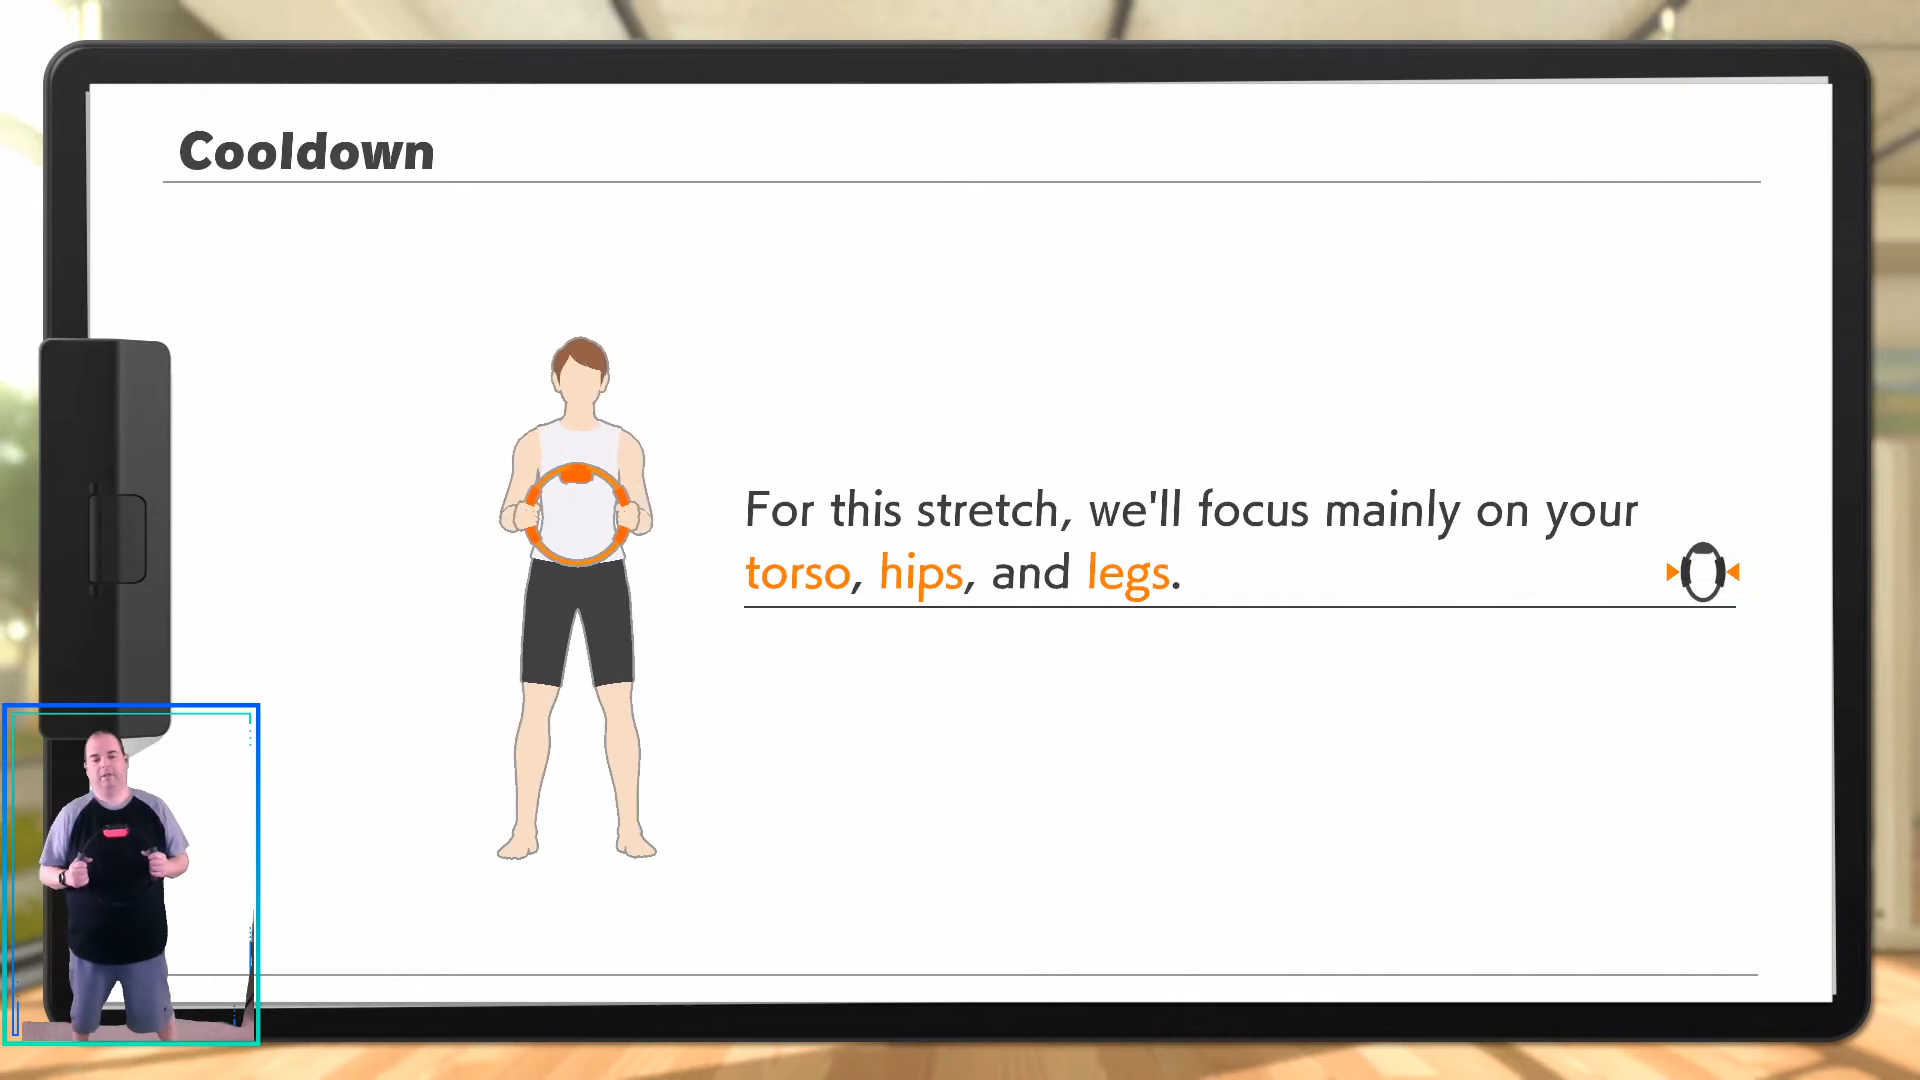 Cooldown
For this stretch, we'll focus mainly on your
torso, hips, and legs.